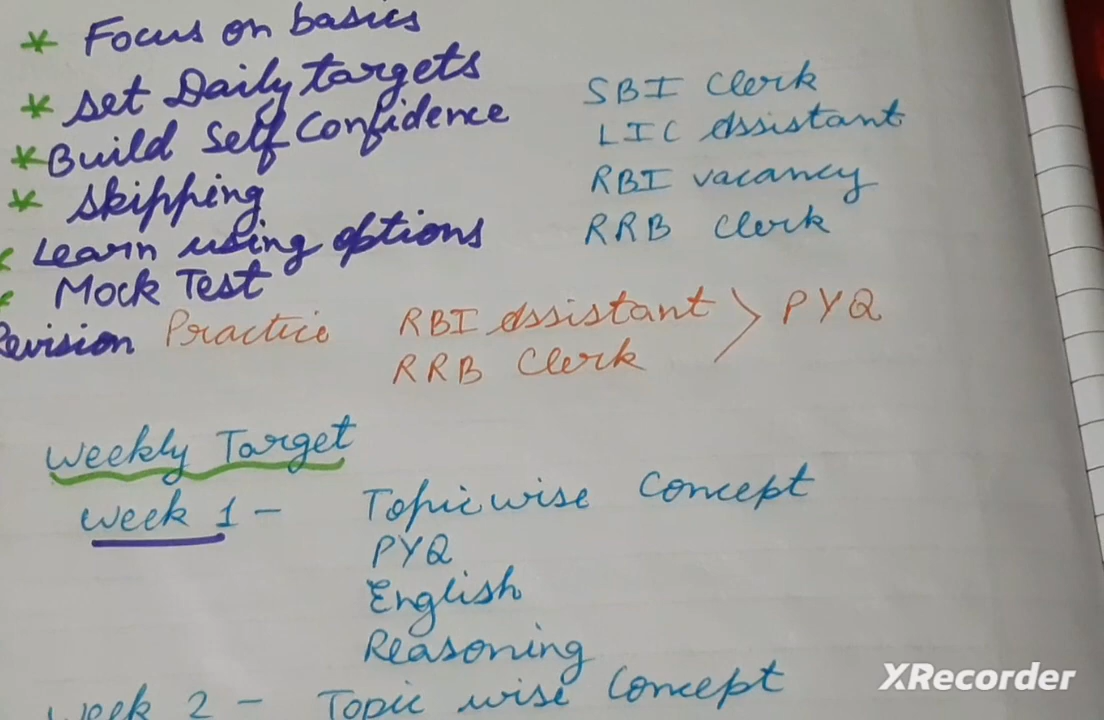 * Focus on basics
* Set Daily targets
* Build Self Confidence
* Skipping
* Learn using options
* Mock Test
Revision Practice
SBI Clerk
LIC Assistant
RBI vacancy
RRB Clerk
RBI Assistant > PYQ
RRB Clerk
Weekly Target
Week 1 - Topic wise Concept
PYQ
English
Reasoning
Week 2 - Topic wise Concept
XRecorder